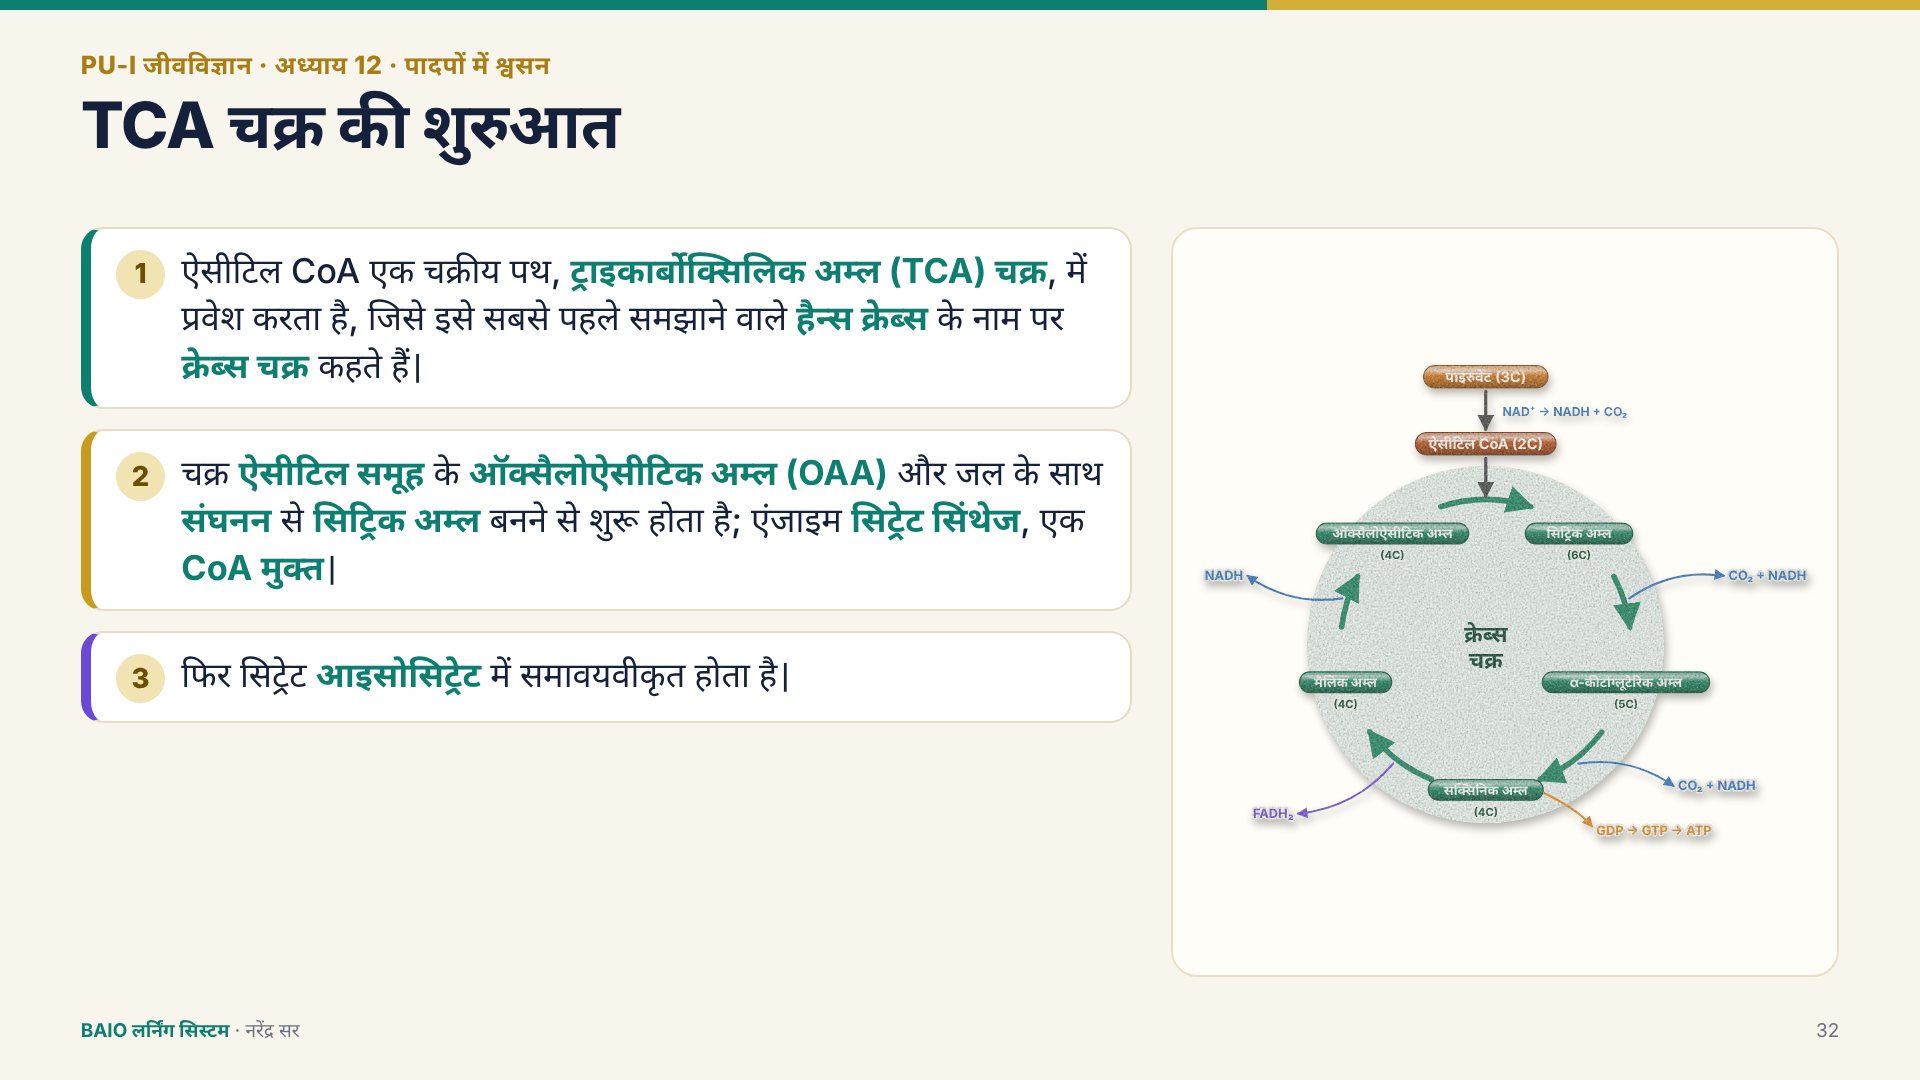 PU-I जीवविज्ञान · अध्याय 12 · पादपों में श्वसन
TCA चक्र की शुरुआत
1 ऐसीटिल CoA एक चक्रीय पथ, ट्राइकार्बोक्सिलिक अम्ल (TCA) चक्र, में
प्रवेश करता है, जिसे इसे सबसे पहले समझाने वाले हैन्स क्रेब्स के नाम पर
क्रेब्स चक्र कहते हैं|
2 चक्र ऐसीटिल समूह के ऑक्सैलोऐसीटिक अम्ल (OAA) और जल के साथ
संघनन से सिट्रिक अम्ल बनने से शुरू होता है; एंजाइम सिट्रेट सिंथेज, एक
CoA मुक्त|
3 फिर सिट्रेट आइसोसिट्रेट में समावयवीकृत होता है|
पाइरुवेट (3C)
NAD⁺ → NADH + CO₂
ऐसीटिल CoA (2C)
ऑक्सैलोऐसीटिक अम्ल
(4C)
सिट्रिक अम्ल
(6C)
NADH
CO₂ + NADH
क्रेब्स
चक्र
मैलिक अम्ल
(4C)
α-कीटोग्लूटेरिक अम्ल
(5C)
सक्सिनिक अम्ल
(4C)
CO₂ + NADH
FADH₂
GDP → GTP → ATP
BAIO लर्निंग सिस्टम · नरेंद्र सर
32